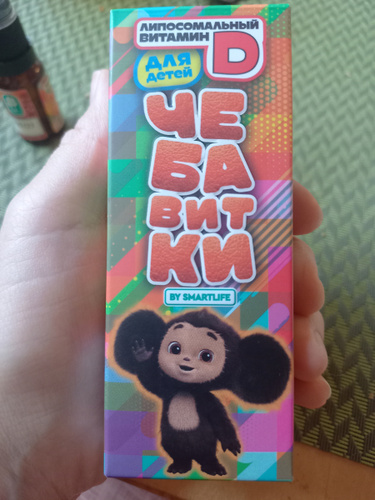 ЛИПОСОМАЛЬНЫЙ
ВИТАМИН D
для
детей
ЧЕ
БА
ВИТ
КИ
BY SMARTLIFE